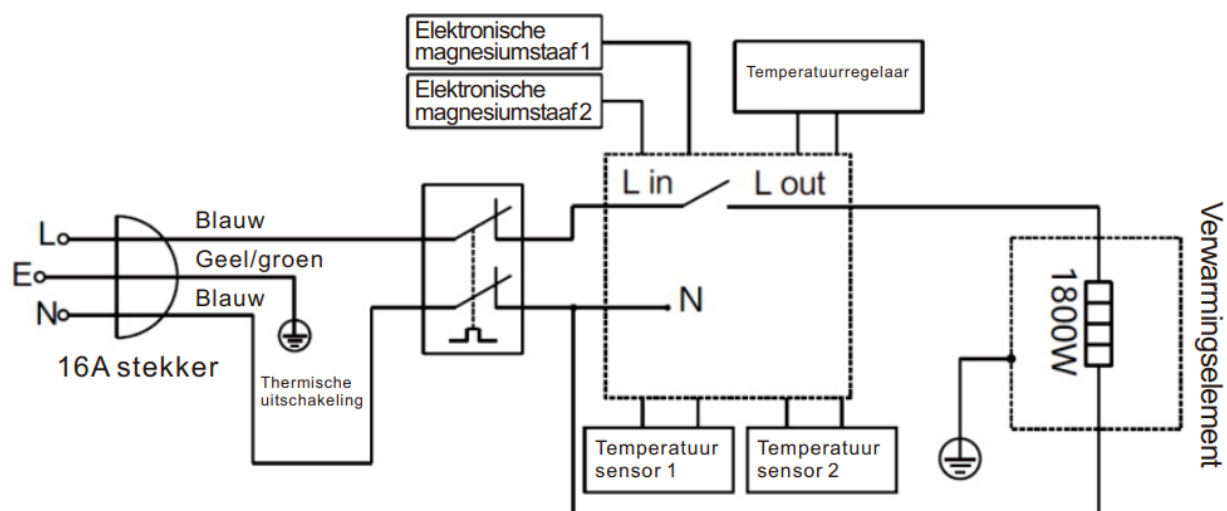 Elektronische
magnesiumstaaf 1
Elektronische
magnesiumstaaf 2
Temperatuurregelaar
L in
L out
L
Blauw
E
Geel/groen
N
Blauw
16A stekker
Thermische
uitschakeling
N
1800W
Verwarmingselement
Temperatuur
sensor 1
Temperatuur
sensor 2